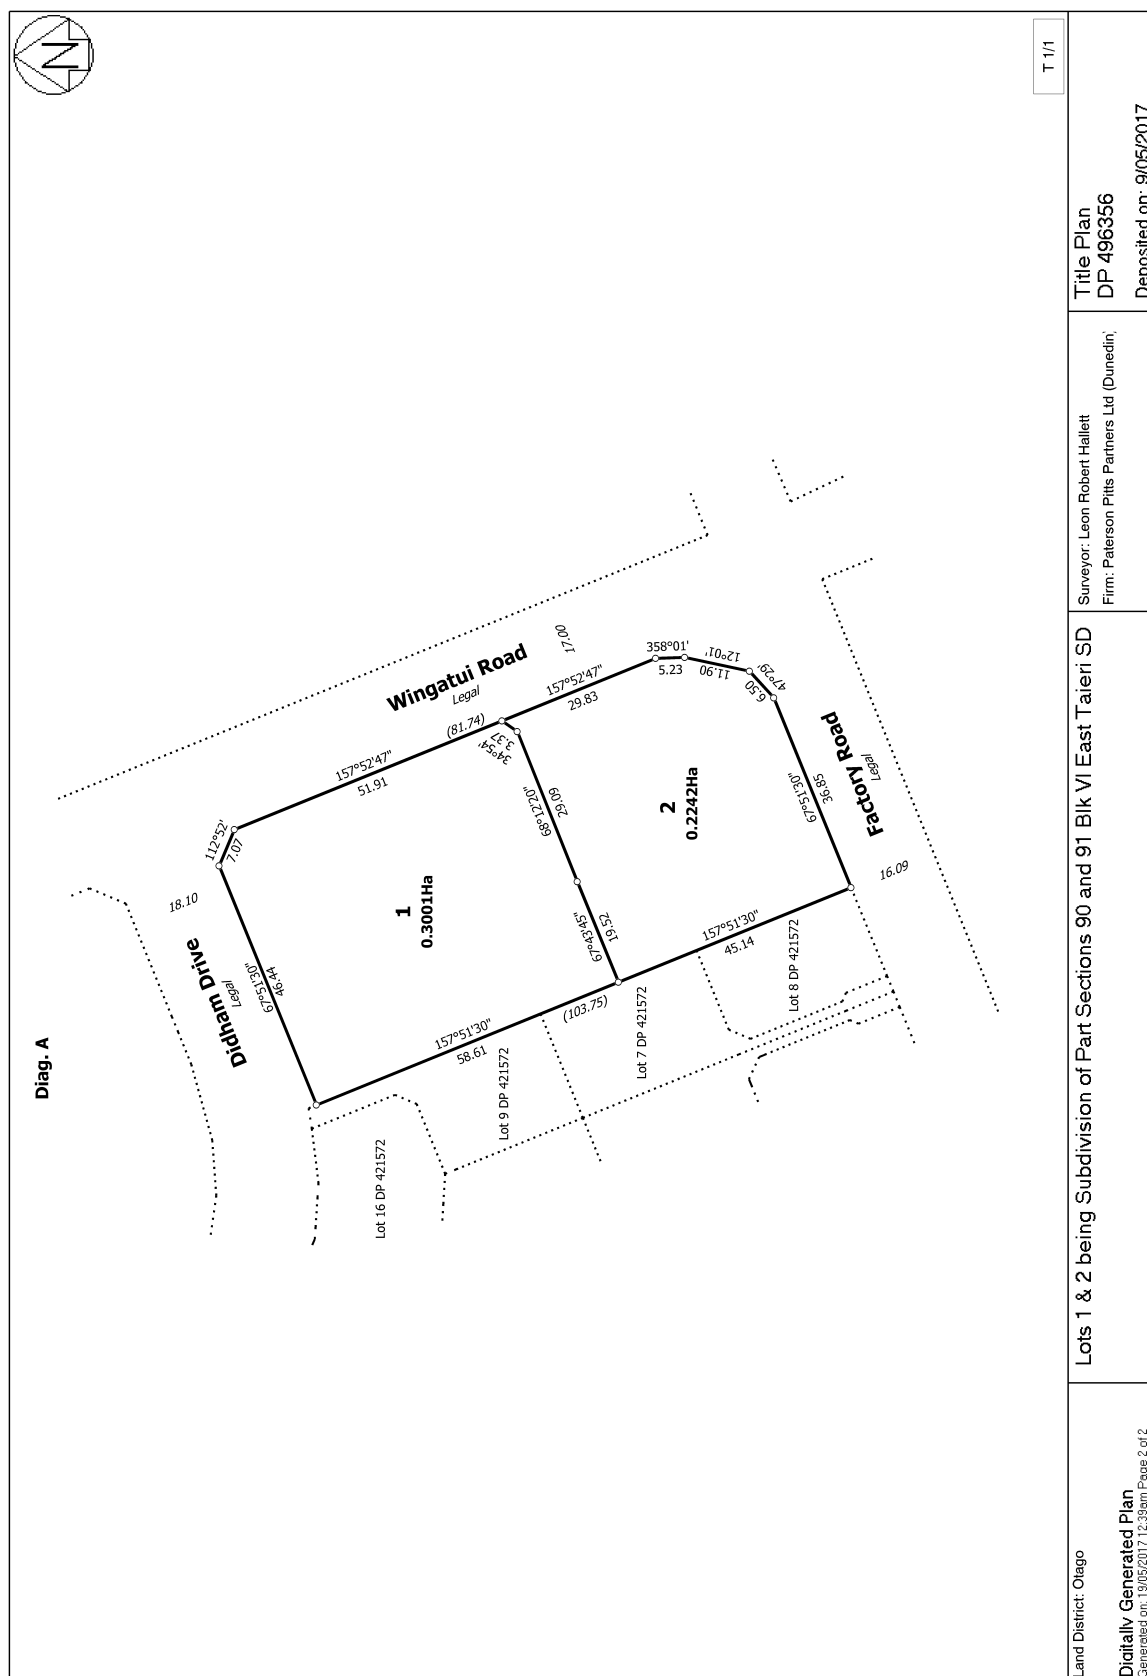 N
T 1/1
Diag. A
Didham Drive
Legal
18.10
67°51'30"
46.44
112°52'
7.07
157°52'47"
51.91
(81.74)
Wingatui Road
Legal
17.00
157°52'47"
29.83
34°54'
3.37
68°12'20"
29.09
67°43'45"
19.52
1
0.3001Ha
2
0.2242Ha
358°01'
5.23
12°01'
11.90
47°29'
6.50
67°51'30"
36.85
Factory Road
Legal
16.09
157°51'30"
58.61
(103.75)
157°51'30"
45.14
Lot 16 DP 421572
Lot 9 DP 421572
Lot 7 DP 421572
Lot 8 DP 421572
Land District: Otago
Digitally Generated Plan
Generated on: 19/05/2017 12:39am Page 2 of 2
Lots 1 & 2 being Subdivision of Part Sections 90 and 91 Blk VI East Taieri SD
Surveyor: Leon Robert Hallett
Firm: Paterson Pitts Partners Ltd (Dunedin)
Title Plan
DP 496356
Deposited on: 9/05/2017